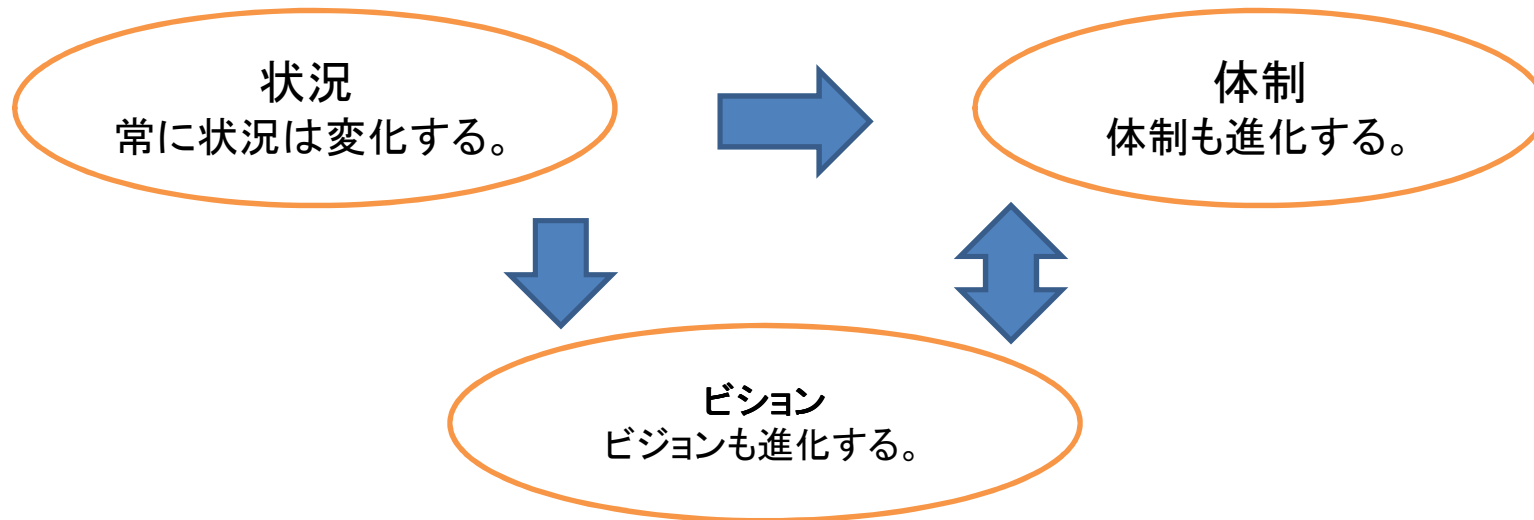 状況
常に状況は変化する。
体制
体制も進化する。
ビション
ビジョンも進化する。